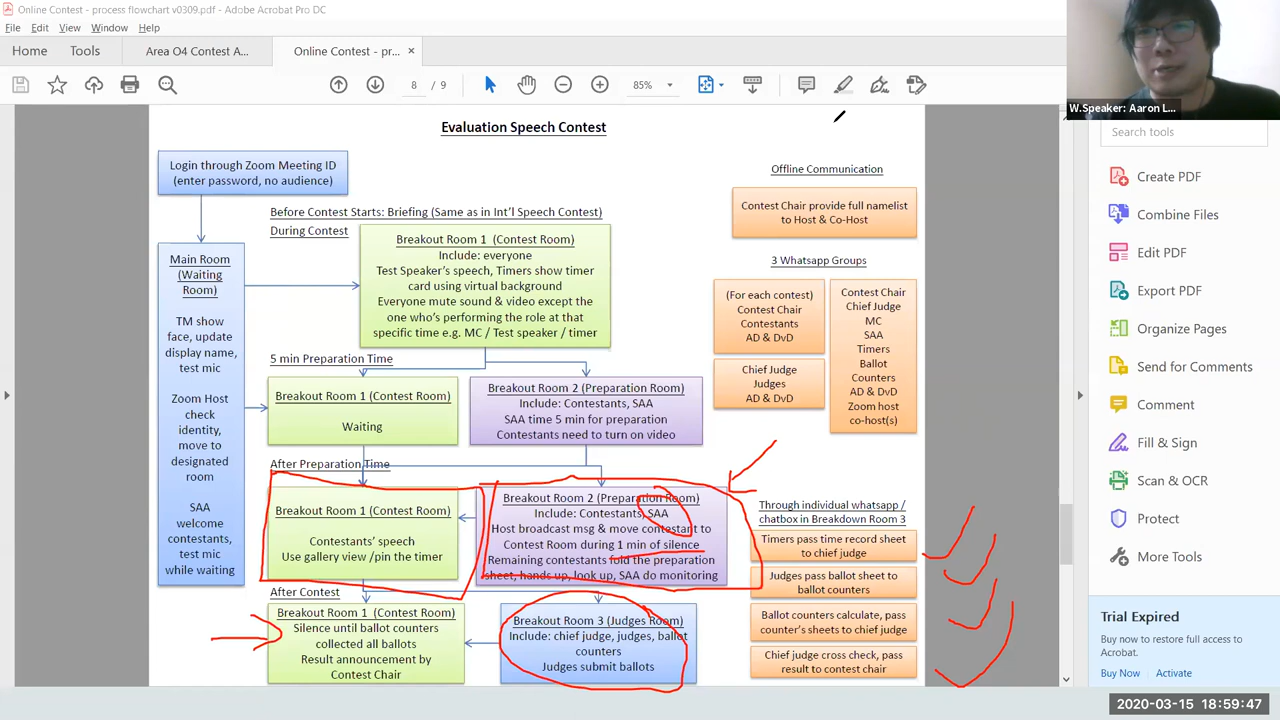 Online Contest - process flowchart v0309.pdf - Adobe Acrobat Pro DC
File Edit View Window Help
Home Tools Area O4 Contest A... Online Contest - pr... ×
8 / 9 85%
W.Speaker: Aaron L...
Search tools
Create PDF
Combine Files
Edit PDF
Export PDF
Organize Pages
Send for Comments
Comment
Fill & Sign
Scan & OCR
Protection
More Tools
Trial Expired
Buy now to restore full access to
Acrobat.
Buy Now Activate
Evaluation Speech Contest
Login through Zoom Meeting ID
(enter password, no audience)
Before Contest Starts: Briefing (Same as in Int'l Speech Contest)
During Contest
Main Room
(Waiting
Room)
TM show
face, update
display name,
test mic
Zoom Host
check
identity,
move to
designated
room
SAA
welcome
contestants,
test mic
while waiting
Breakout Room 1 (Contest Room)
Include: everyone
Test Speaker's speech, Timers show timer
card using virtual background
Everyone mute sound & video except the
one who's performing the role at that
specific time e.g. MC / Test speaker / timer
5 min Preparation Time
Breakout Room 1 (Contest Room)
Waiting
Breakout Room 2 (Preparation Room)
Include: Contestants, SAA
SAA time 5 min for preparation
Contestants need to turn on video
After Preparation Time
Breakout Room 1 (Contest Room)
Contestants' speech
Use gallery view /pin the timer
Breakout Room 2 (Preparation Room)
Include: Contestants, SAA
Host broadcast msg & move contestant to
Contest Room during 1 min of silence
Remaining contestants fold the preparation
sheet, hands up, look up, SAA do monitoring
After Contest
Breakout Room 1 (Contest Room)
Silence until ballot counters
collected all ballots
Result announcement by
Contest Chair
Breakout Room 3 (Judges Room)
Include: chief judge, judges, ballot
counters
Judges submit ballots
Offline Communication
Contest Chair provide full namelist
to Host & Co-Host
3 Whatsapp Groups
(For each contest)
Contest Chair
Contestants
AD & DvD
Chief Judge
Judges
AD & DvD
Contest Chair
Chief Judge
MC
SAA
Timers
Ballot
Counters
AD & DvD
Zoom host
co-host(s)
Through individual whatsapp /
chatbox in Breakdown Room 3
Timers pass time record sheet
to chief judge
Judges pass ballot sheet to
ballot counters
Ballot counters calculate, pass
counter's sheets to chief judge
Chief judge cross check, pass
result to contest chair
2020-03-15 18:59:47